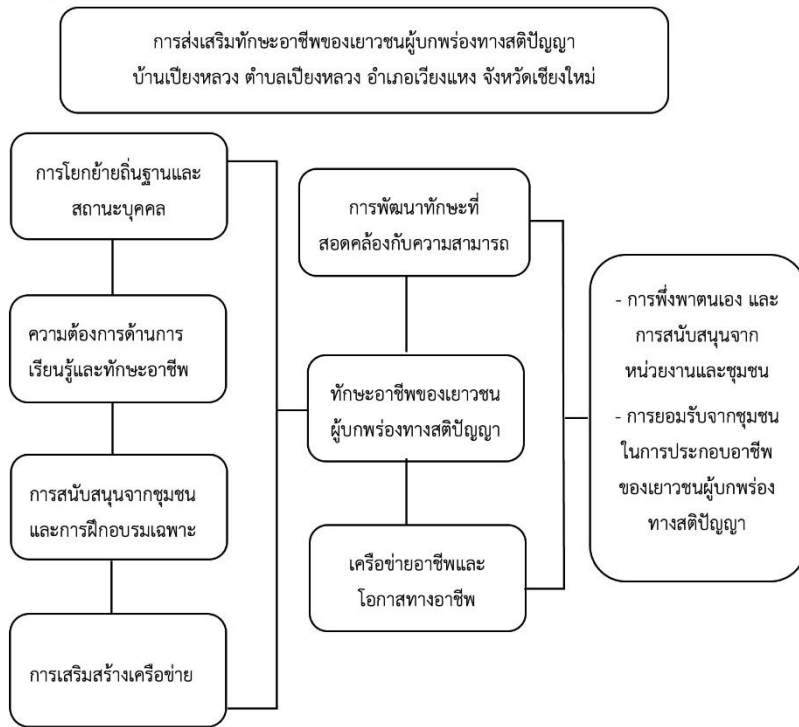 การส่งเสริมทักษะอาชีพของเยาวชนผู้บกพร่องทางสติปัญญา
บ้านเปียงหลวง ตำบลเปียงหลวง อำเภอเวียงแหง จังหวัดเชียงใหม่
การโยกย้ายถิ่นฐานและ
สถานะบุคคล
ความต้องการด้านการ
เรียนรู้และทักษะอาชีพ
การสนับสนุนจากชุมชน
และการฝึกอบรมเฉพาะ
การเสริมสร้างเครือข่าย
การพัฒนาทักษะที่
สอดคล้องกับความสามารถ
ทักษะอาชีพของเยาวชน
ผู้บกพร่องทางสติปัญญา
เครือข่ายอาชีพและ
โอกาสทางอาชีพ
- การพึ่งพาตนเอง และ
การสนับสนุนจาก
หน่วยงานและชุมชน
- การยอมรับจากชุมชน
ในการประกอบอาชีพ
ของเยาวชนผู้บกพร่อง
ทางสติปัญญา